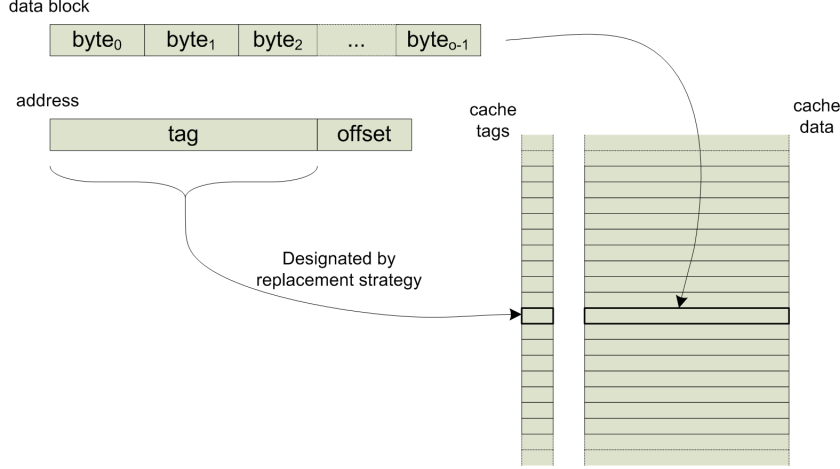 data block
byte₀ byte₁ byte₂ ... byteₒ₋₁
address
tag offset
cache
tags
cache
data
Designated by
replacement strategy